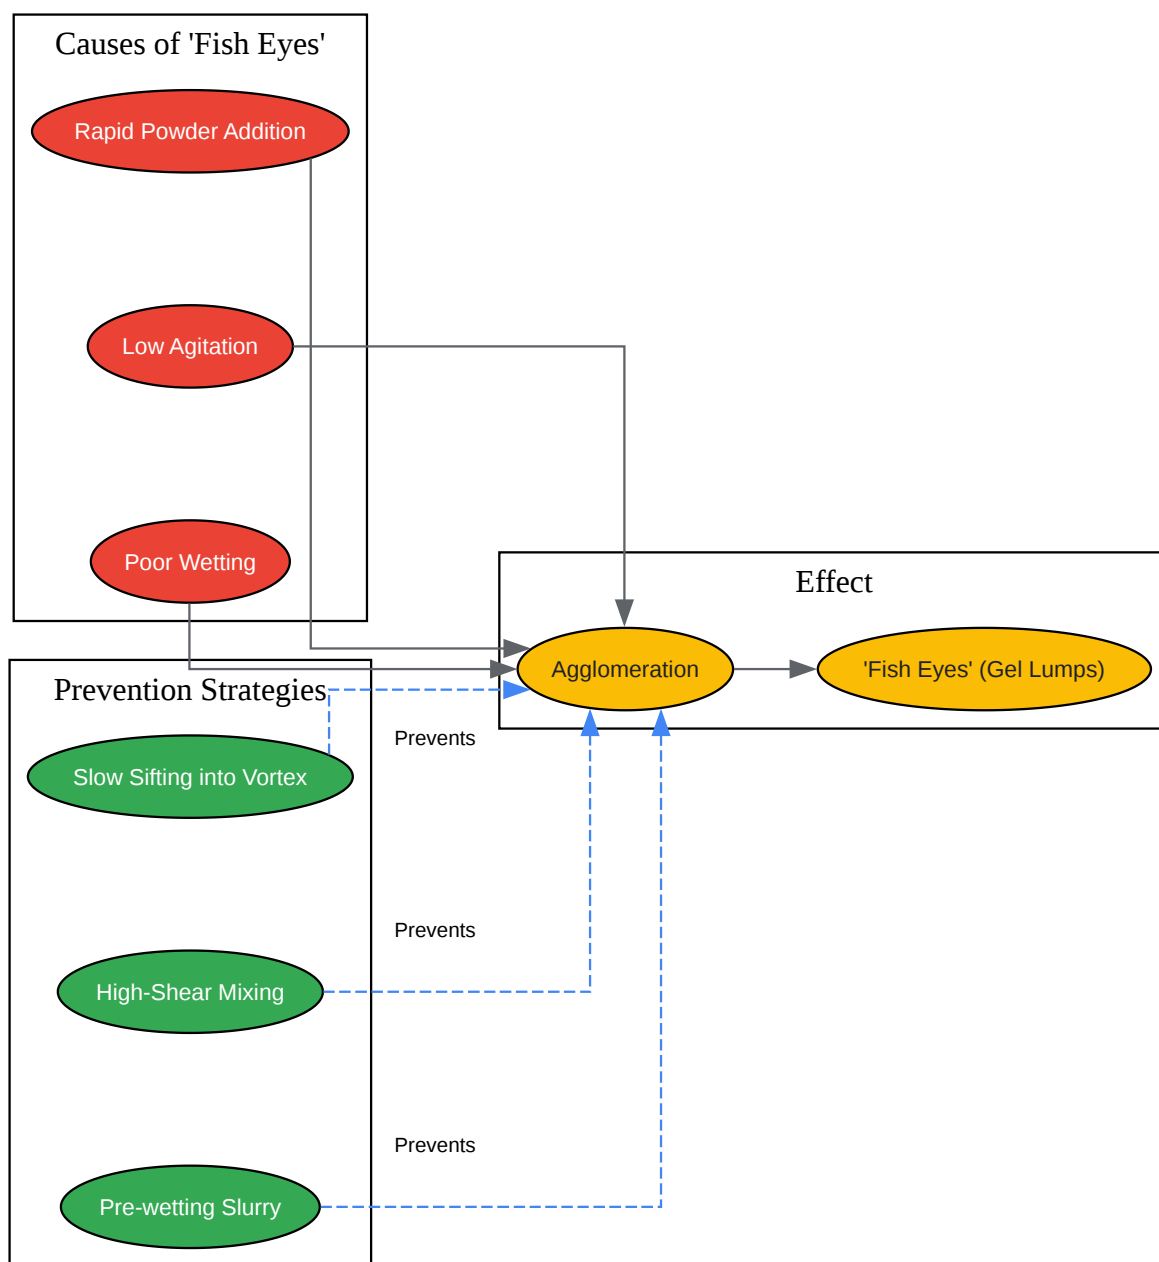 Causes of 'Fish Eyes'
Rapid Powder Addition
Low Agitation
Poor Wetting
Effect
Agglomeration
'Fish Eyes' (Gel Lumps)
Prevention Strategies
Prevents
Slow Sifting into Vortex
Prevents
High-Shear Mixing
Prevents
Pre-wetting Slurry